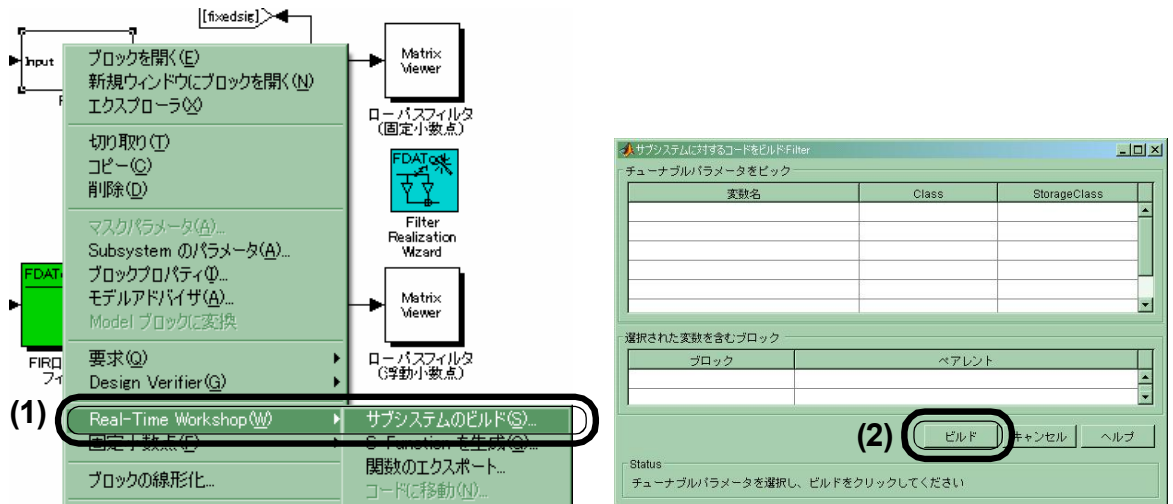 [fixedsig]
Input
Matrix
Viewer
ローパスフィルタ
(固定小数点)
FDATool
Filter
Realization
Wizard
Matrix
Viewer
ローパスフィルタ
(浮動小数点)
FDAT
FIRロ
フィ
ブロックを開く(E)
新規ウィンドウにブロックを開く(N)
エクスプローラ(X)
切り取り(T)
コピー(C)
削除(D)
マスクパラメータ(A)...
Subsystem のパラメータ(A)...
ブロックプロパティ(I)...
モデルアドバイザ(A)...
Model ブロックに変換
要求(Q)
Design Verifier(G)
(1)
Real-Time Workshop(W)
固定小数点(F)
ブロックの線形化...
サブシステムのビルド(S)...
S-Function を生成(G)...
関数のエクスポート...
コードに移動(N)...
サブシステムに対するコードをビルド:Filter
チューナブルパラメータをピック
変数名 Class StorageClass
選択された変数を含むブロック
ブロック ペアレント
(2)
ビルド キャンセル ヘルプ
Status
チューナブルパラメータを選択し、ビルドをクリックしてください